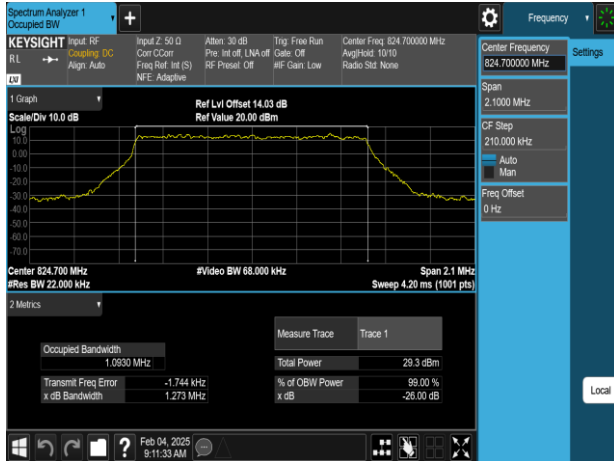 Spectrum Analyzer 1
Occupied BW
Frequency
KEYSIGHT
Input: RF
Coupling: DC
Align: Auto
RL
LXI
Input Z: 50 Ω
Corr CCorr
Freq Ref: Int (S)
NFE: Adaptive
Atten: 30 dB
Pre: Int off, LNA off
RF Preset: Off
Trig: Free Run
Gate: Off
#IF Gain: Low
Center Freq: 824.700000 MHz
Avg|Hold: 10/10
Radio Std: None
Center Frequency
824.700000 MHz
Settings
Span
2.1000 MHz
CF Step
210.000 kHz
Auto
Man
Freq Offset
0 Hz
Local
1 Graph
Scale/Div 10.0 dB
Ref Lvl Offset 14.03 dB
Ref Value 20.00 dBm
Log
10.0
0.00
-10.0
-20.0
-30.0
-40.0
-50.0
-60.0
-70.0
Center 824.700 MHz
#Video BW 68.000 kHz
Span 2.1 MHz
#Res BW 22.000 kHz
Sweep 4.20 ms (1001 pts)
2 Metrics
Measure Trace
Trace 1
Occupied Bandwidth
1.0930 MHz
Total Power
29.3 dBm
Transmit Freq Error
-1.744 kHz
% of OBW Power
99.00 %
x dB Bandwidth
1.273 MHz
x dB
-26.00 dB
?
Feb 04, 2025
9:11:33 AM